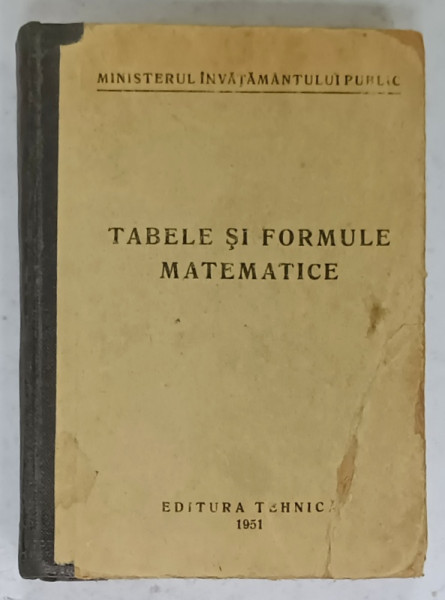 MINISTERUL ÎNVĂȚĂMÂNTULUI PUBLIC
TABELE ȘI FORMULE
MATEMATICE
EDITURA TEHNICĂ
1951